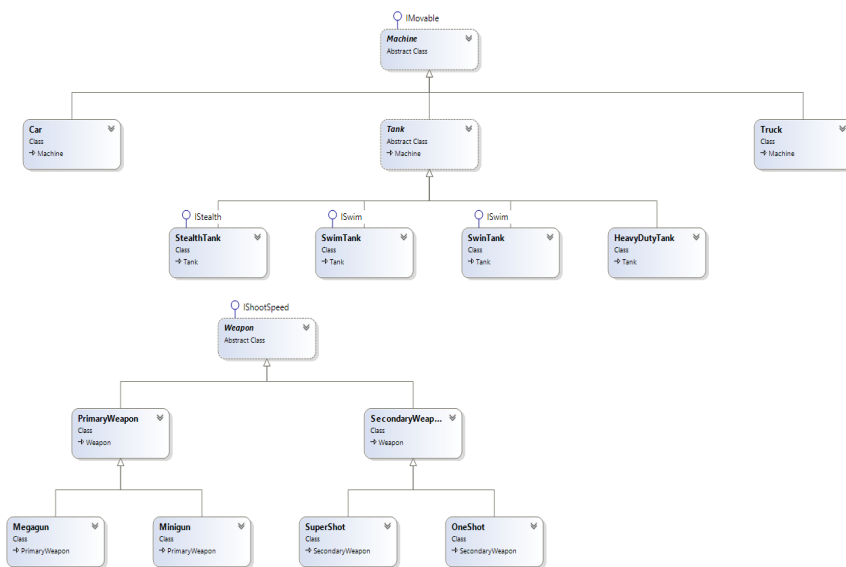 IMovable
Machine
Abstract Class
Car
Class
Machine
Tank
Abstract Class
Machine
Truck
Class
Machine
IStealth
ISwim
ISwim
StealthTank
Class
Tank
SwimTank
Class
Tank
SwinTank
Class
Tank
HeavyDutyTank
Class
Tank
IShootSpeed
Weapon
Abstract Class
PrimaryWeapon
Class
Weapon
SecondaryWeap...
Class
Weapon
Megagun
Class
PrimaryWeapon
Minigun
Class
PrimaryWeapon
SuperShot
Class
SecondaryWeapon
OneShot
Class
SecondaryWeapon